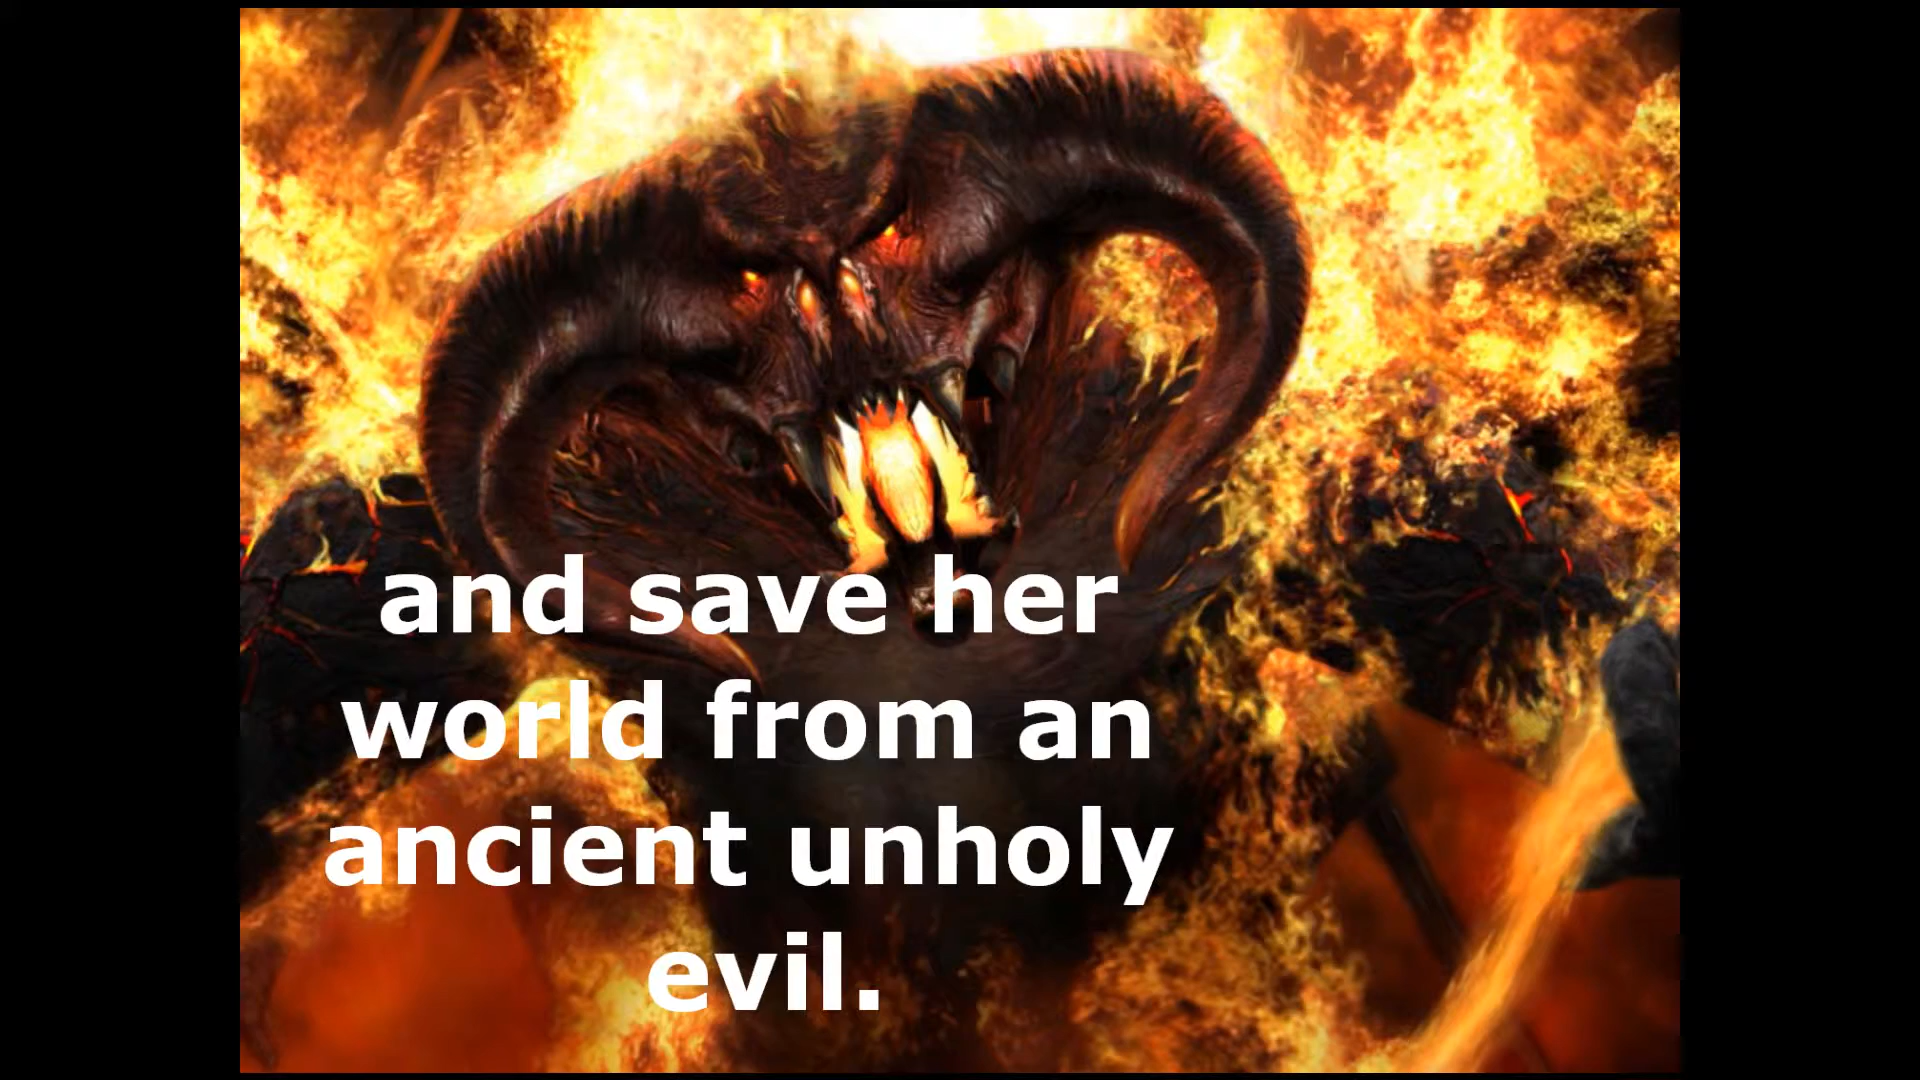 and save her
world from an
ancient unholy
evil.